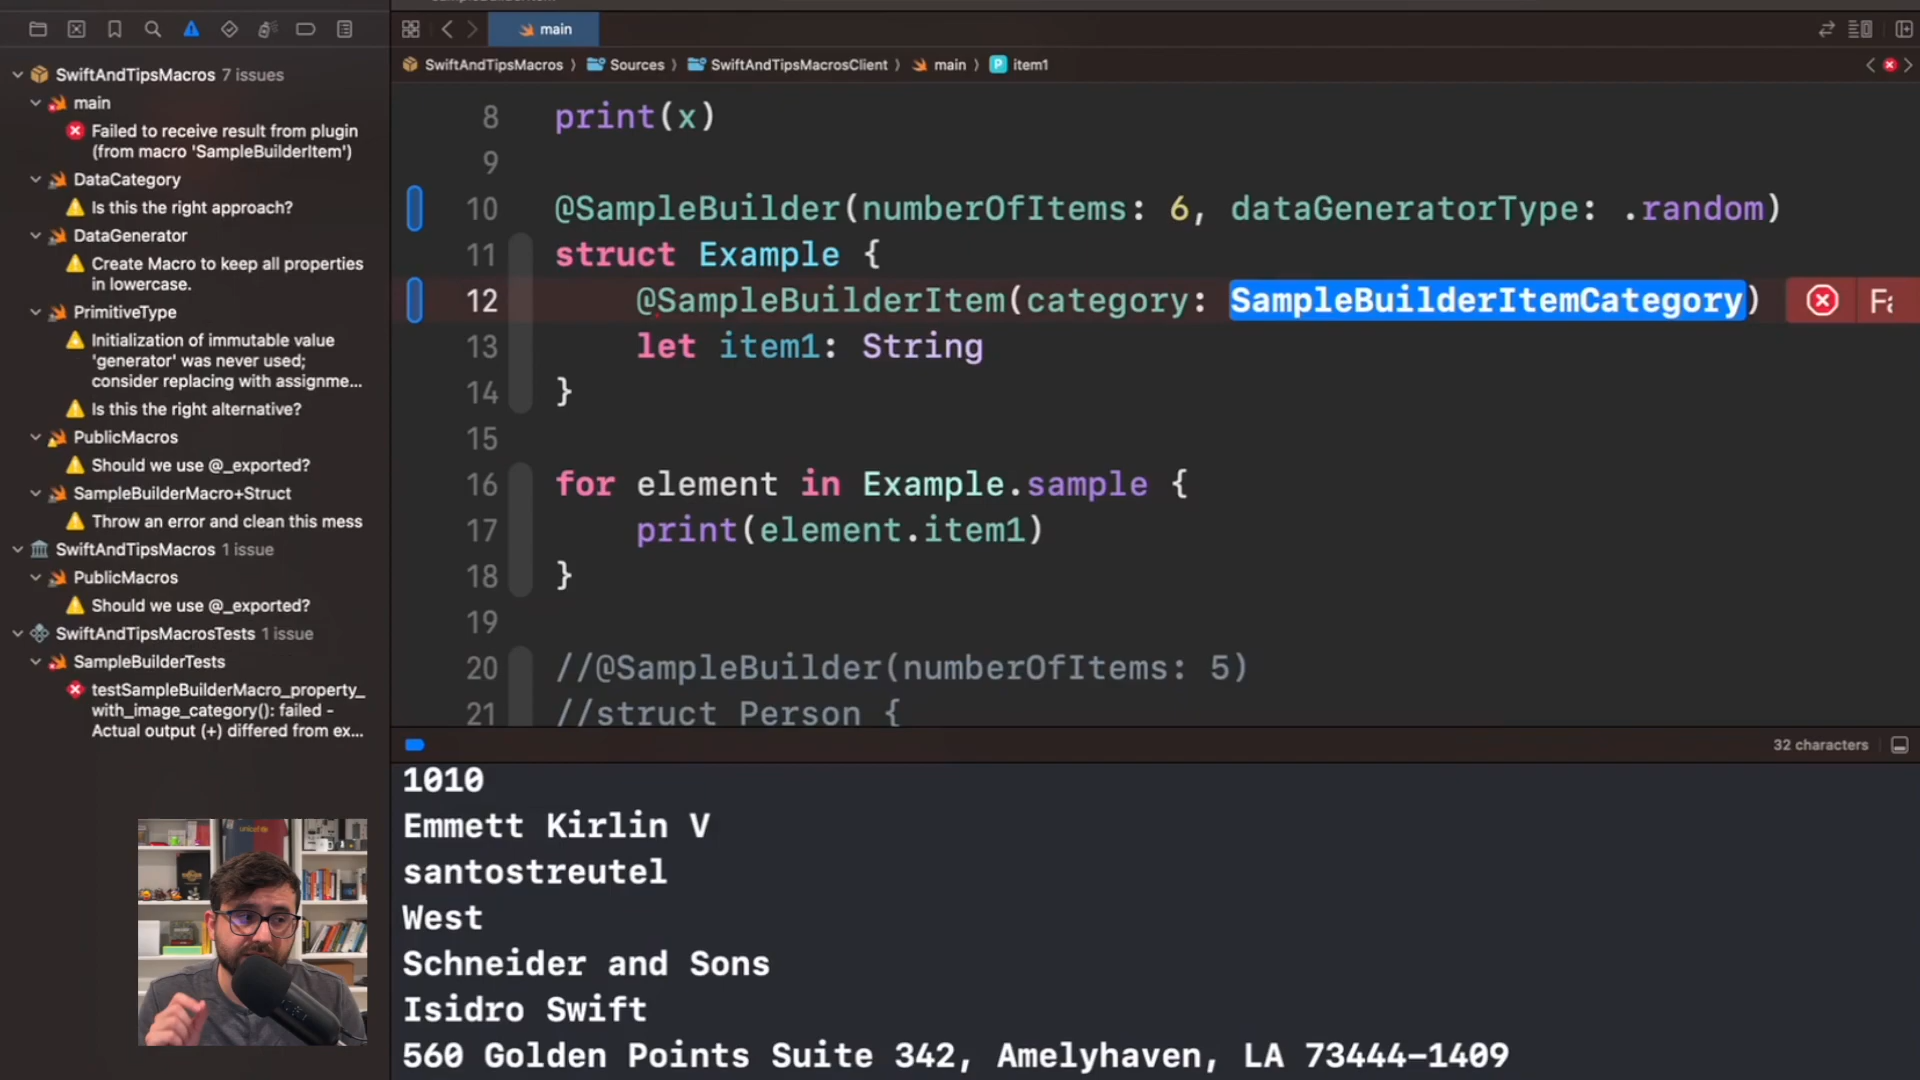 SwiftAndTipsMacros 7 issues
main
Failed to receive result from plugin
(from macro 'SampleBuilderItem')
DataCategory
Is this the right approach?
DataGenerator
Create Macro to keep all properties
in lowercase.
PrimitiveType
Initialization of immutable value
'generator' was never used;
consider replacing with assignme...
Is this the right alternative?
PublicMacros
Should we use @_exported?
SampleBuilderMacro+Struct
Throw an error and clean this mess
SwiftAndTipsMacros 1 issue
PublicMacros
Should we use @_exported?
SwiftAndTipsMacrosTests 1 issue
SampleBuilderTests
testSampleBuilderMacro_property_
with_image_category(): failed -
Actual output (+) differed from ex...
main
SwiftAndTipsMacros ⟩ Sources ⟩ SwiftAndTipsMacrosClient ⟩ main ⟩ P item1
8 print(x)
9
10 @SampleBuilder(numberOfItems: 6, dataGeneratorType: .random)
11 struct Example {
12 @SampleBuilderItem(category: SampleBuilderItemCategory)
13 let item1: String
14 }
15
16 for element in Example.sample {
17 print(element.item1)
18 }
19
20 //@SampleBuilder(numberOfItems: 5)
21 //struct Person {
32 characters
1010
Emmett Kirlin V
santostreutel
West
Schneider and Sons
Isidro Swift
560 Golden Points Suite 342, Amelyhaven, LA 73444-1409